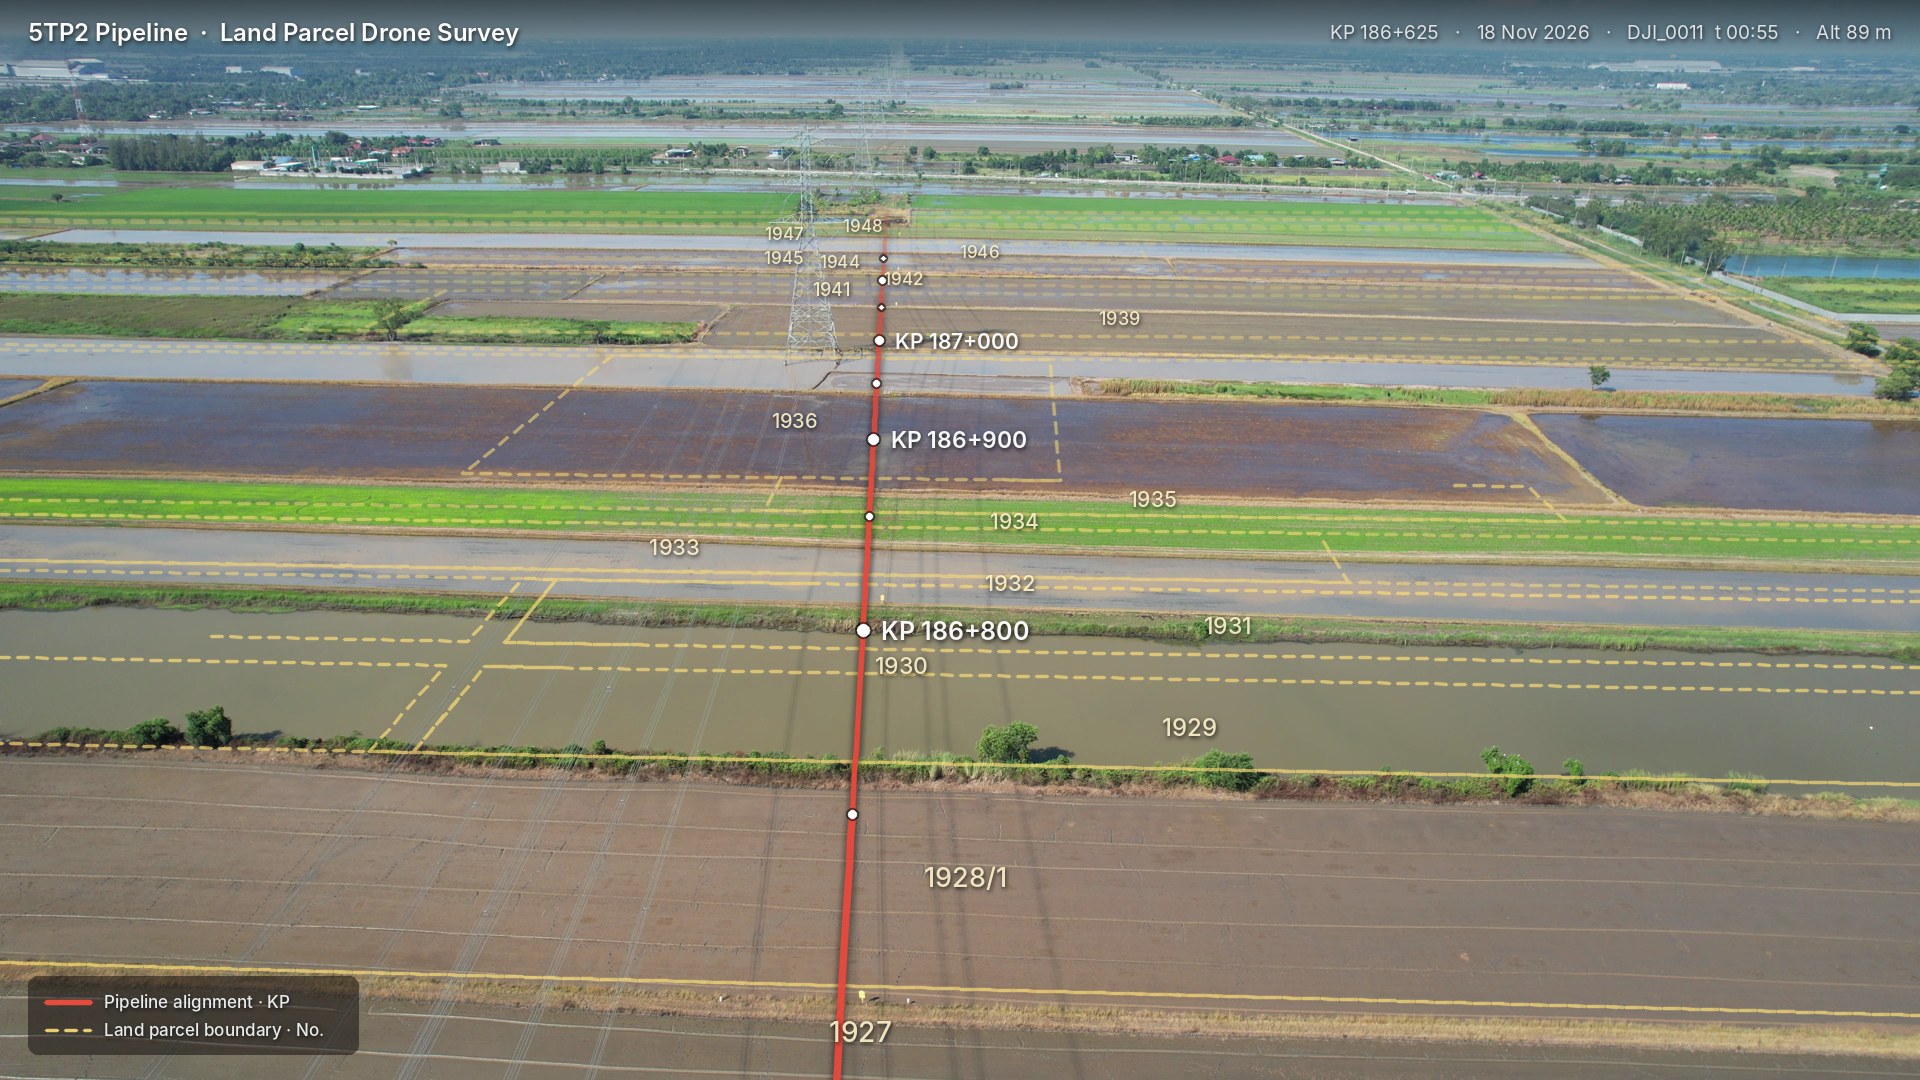 5TP2 Pipeline · Land Parcel Drone Survey
KP 186+625 · 18 Nov 2026 · DJI_0011 t 00:55 · Alt 89 m
1948
1947
1946
1945
1944
1942
1941
1939
KP 187+000
1936
KP 186+900
1935
1934
1933
1932
1931
KP 186+800
1930
1929
1928/1
Pipeline alignment · KP
Land parcel boundary · No.
1927